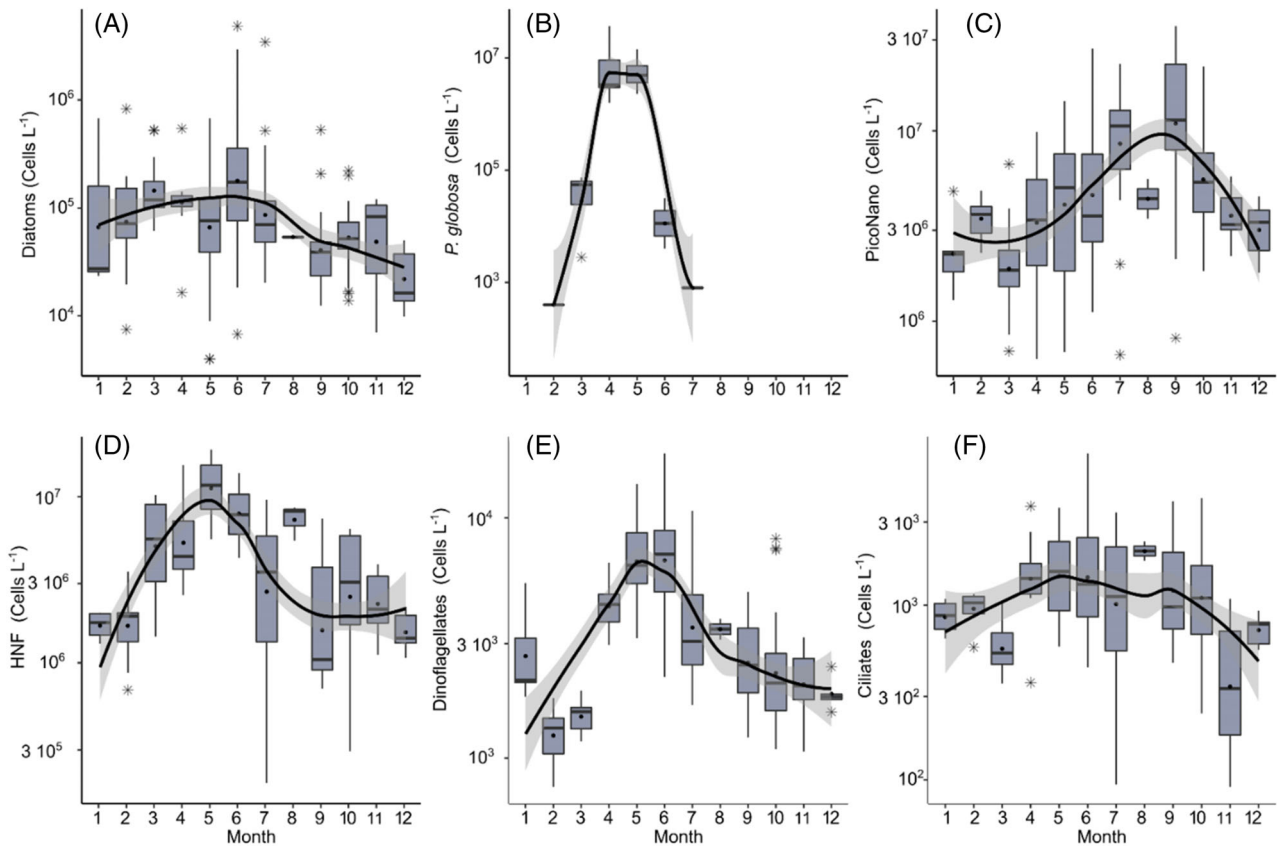 (A)
Diatoms (Cells L⁻¹)
10⁶
10⁵
10⁴
1 2 3 4 5 6 7 8 9 10 11 12
(B)
P. globosa (Cells L⁻¹)
10⁷
10⁵
10³
1 2 3 4 5 6 7 8 9 10 11 12
(C)
PicoNano (Cells L⁻¹)
3 10⁷
10⁷
3 10⁶
10⁶
1 2 3 4 5 6 7 8 9 10 11 12
(D)
HNF (Cells L⁻¹)
10⁷
3 10⁶
10⁶
3 10⁵
1 2 3 4 5 6 7 8 9 10 11 12
Month
(E)
Dinoflagellates (Cells L⁻¹)
10⁴
3 10³
10³
1 2 3 4 5 6 7 8 9 10 11 12
Month
(F)
Ciliates (Cells L⁻¹)
3 10³
10³
3 10²
10²
1 2 3 4 5 6 7 8 9 10 11 12
Month